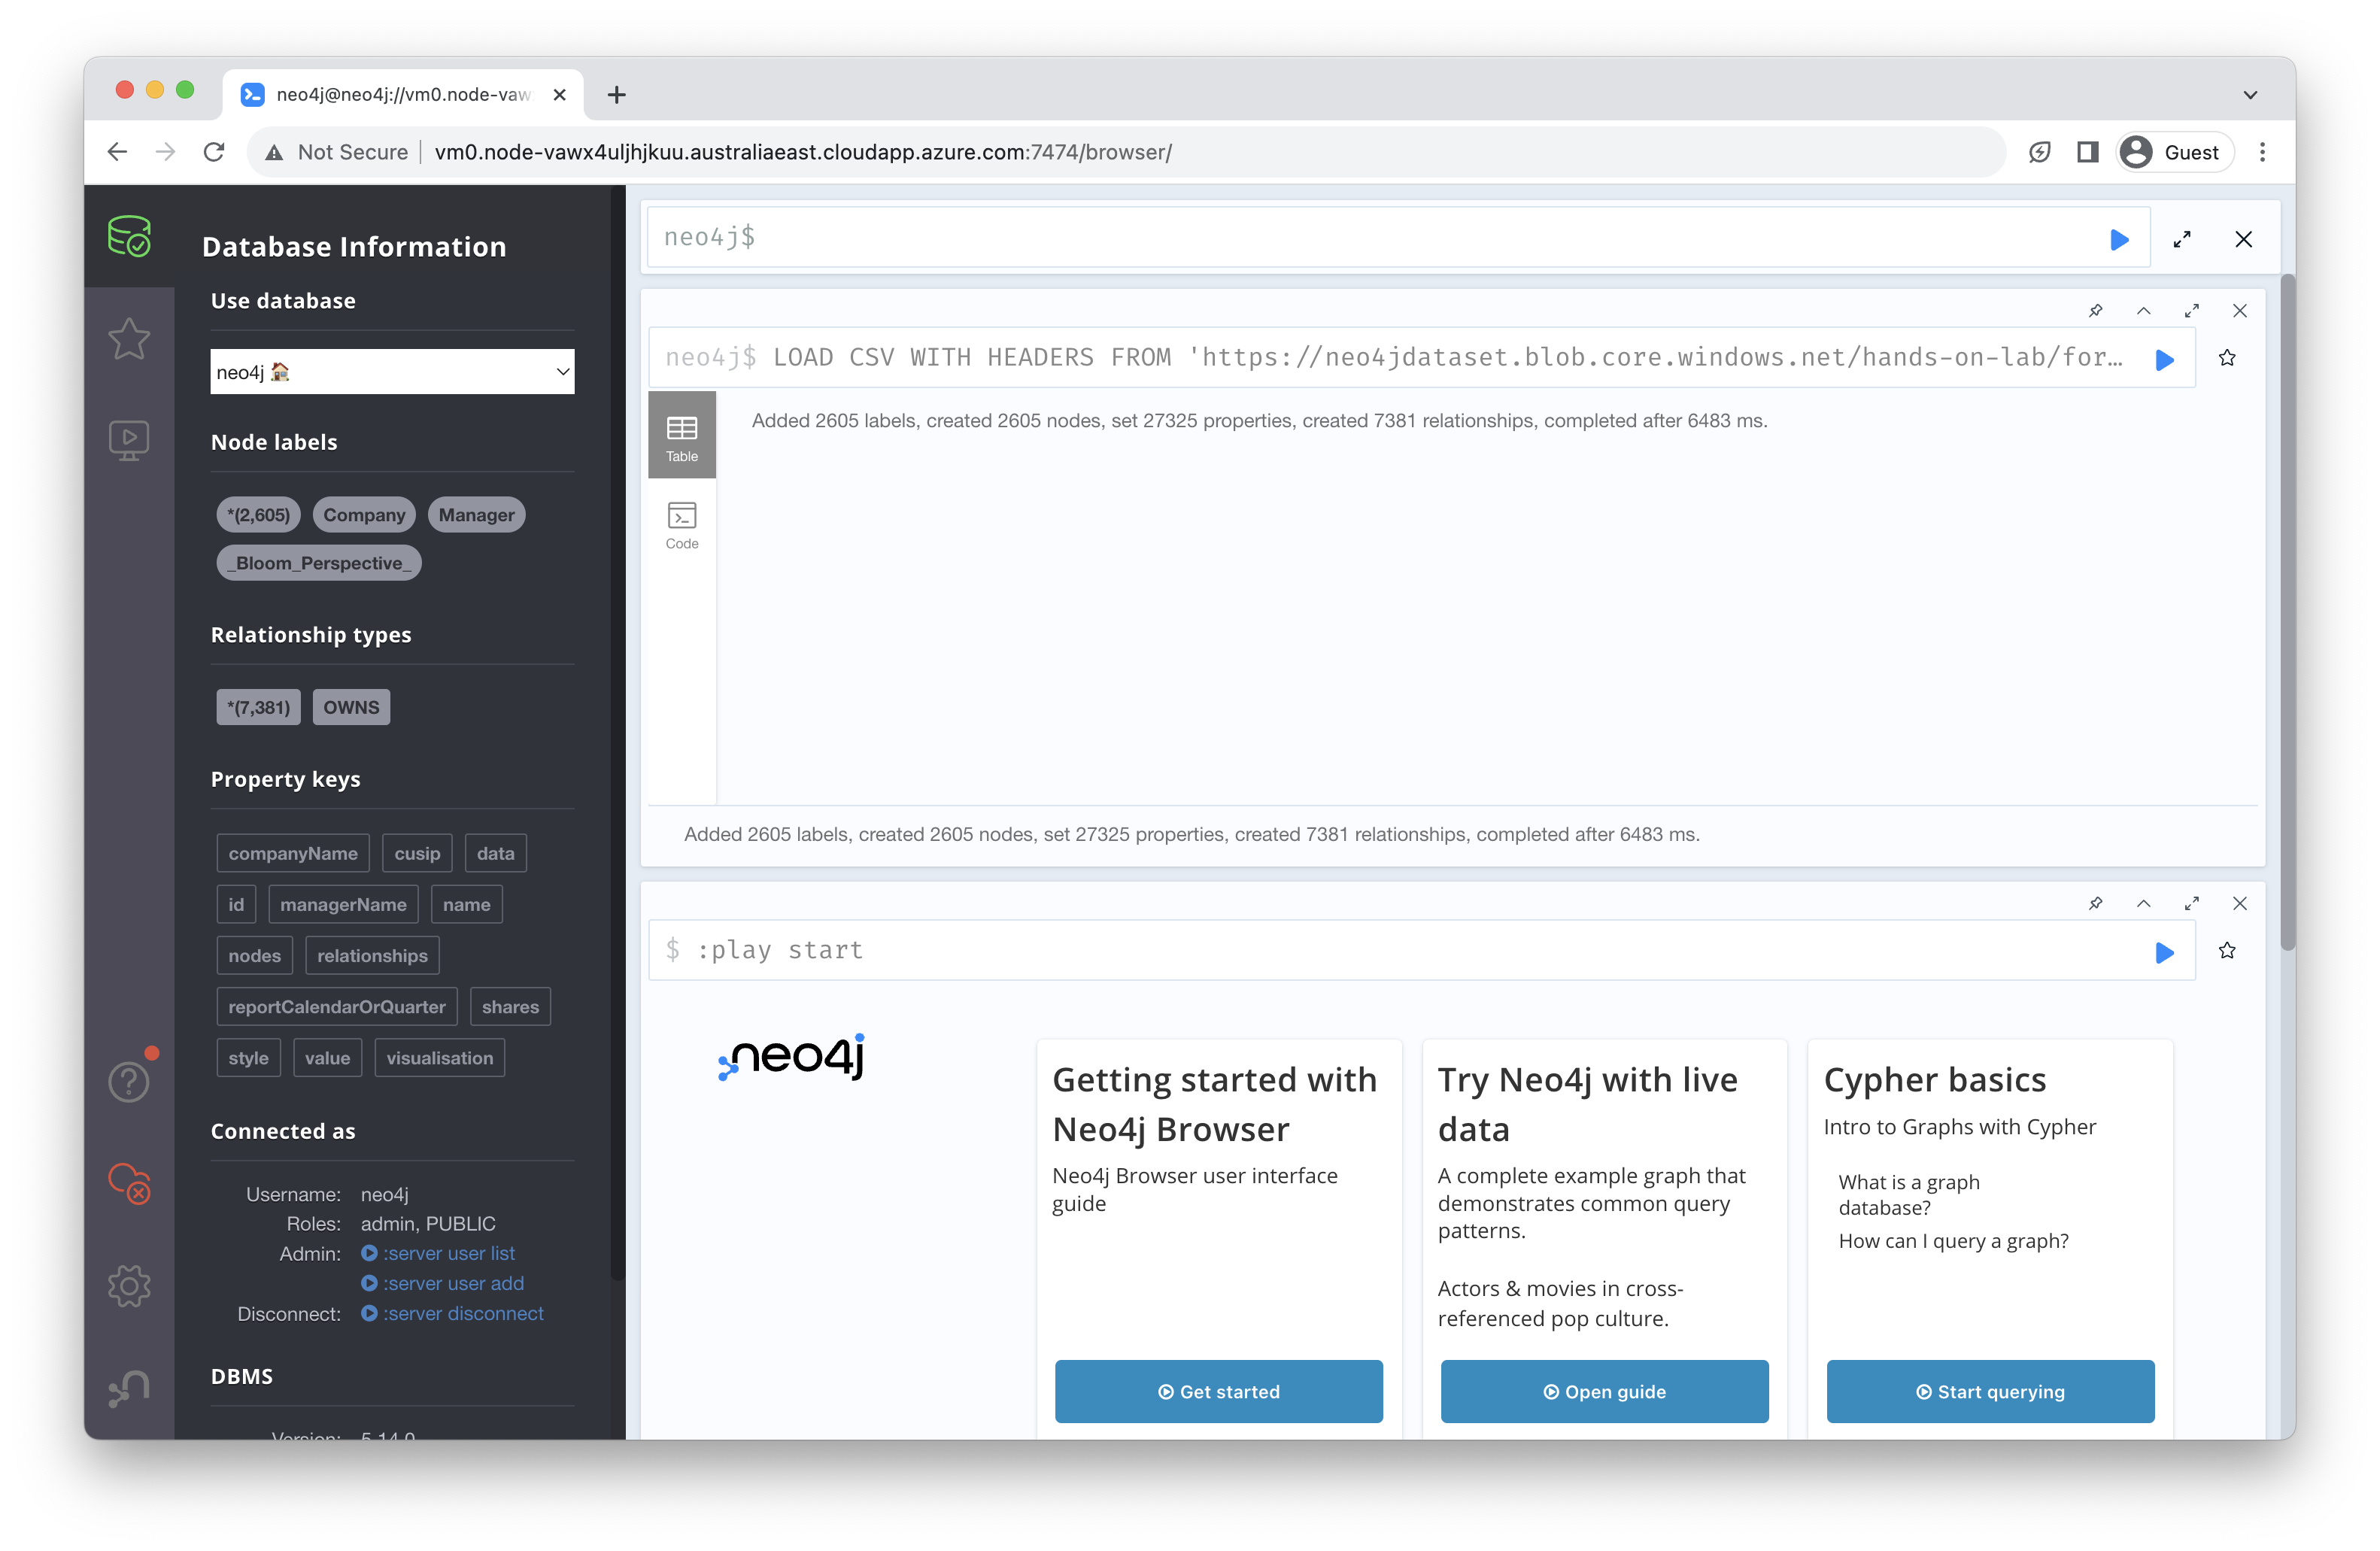 neo4j@neo4j://vm0.node-vaw
Not Secure vm0.node-vawx4uljhjkuu.australiaeast.cloudapp.azure.com:7474/browser/ Guest
Database Information
Use database
neo4j
Node labels
*(2,605) Company Manager
_Bloom_Perspective_
Relationship types
*(7,381) OWNS
Property keys
companyName cusip data
id managerName name
nodes relationships
reportCalendarOrQuarter shares
style value visualisation
Connected as
Username: neo4j
Roles: admin, PUBLIC
Admin: :server user list
:server user add
Disconnect: :server disconnect
DBMS
Version: 5.14.0
neo4j$
neo4j$ LOAD CSV WITH HEADERS FROM 'https://neo4jdataset.blob.core.windows.net/hands-on-lab/for…
Table
Code
Added 2605 labels, created 2605 nodes, set 27325 properties, created 7381 relationships, completed after 6483 ms.
Added 2605 labels, created 2605 nodes, set 27325 properties, created 7381 relationships, completed after 6483 ms.
$ :play start
neo4j
Getting started with
Neo4j Browser
Neo4j Browser user interface
guide
Get started
Try Neo4j with live
data
A complete example graph that
demonstrates common query
patterns.
Actors & movies in cross-
referenced pop culture.
Open guide
Cypher basics
Intro to Graphs with Cypher
What is a graph
database?
How can I query a graph?
Start querying